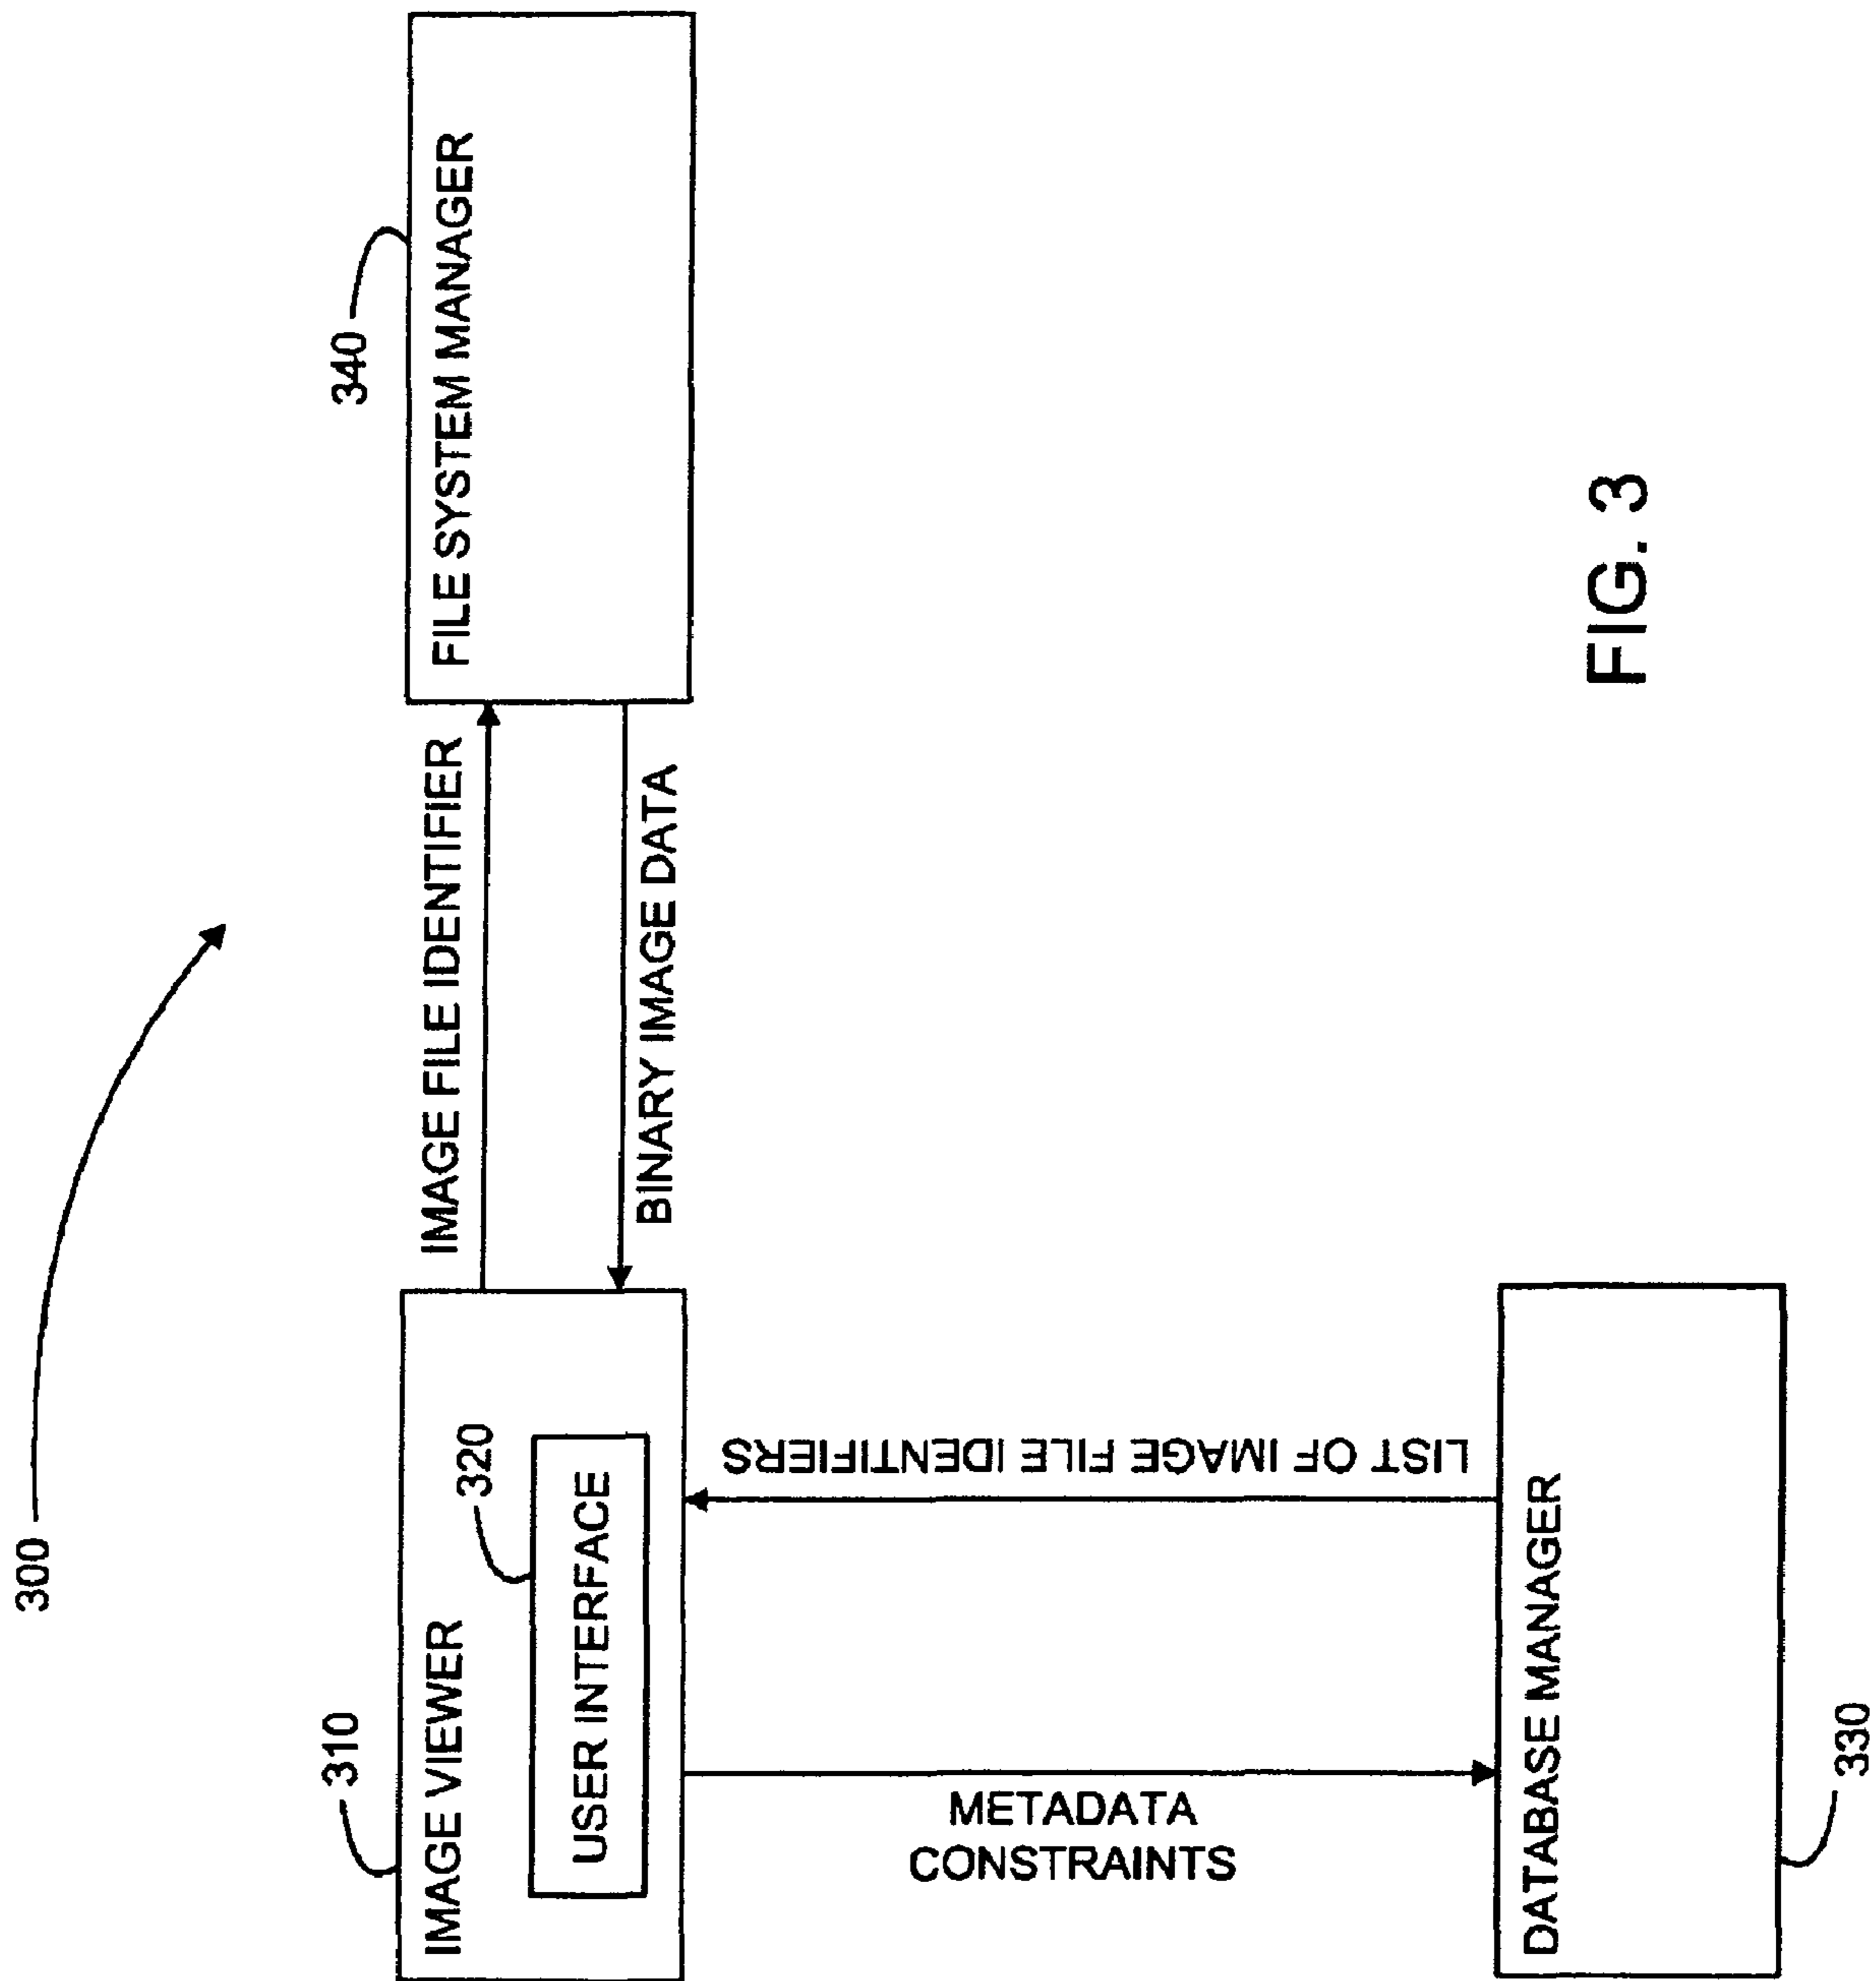 300
310
IMAGE VIEWER
320
USER INTERFACE
IMAGE FILE IDENTIFIER
BINARY IMAGE DATA
340
FILE SYSTEM MANAGER
METADATA
CONSTRAINTS
LIST OF IMAGE FILE IDENTIFIERS
DATABASE MANAGER
330
FIG. 3